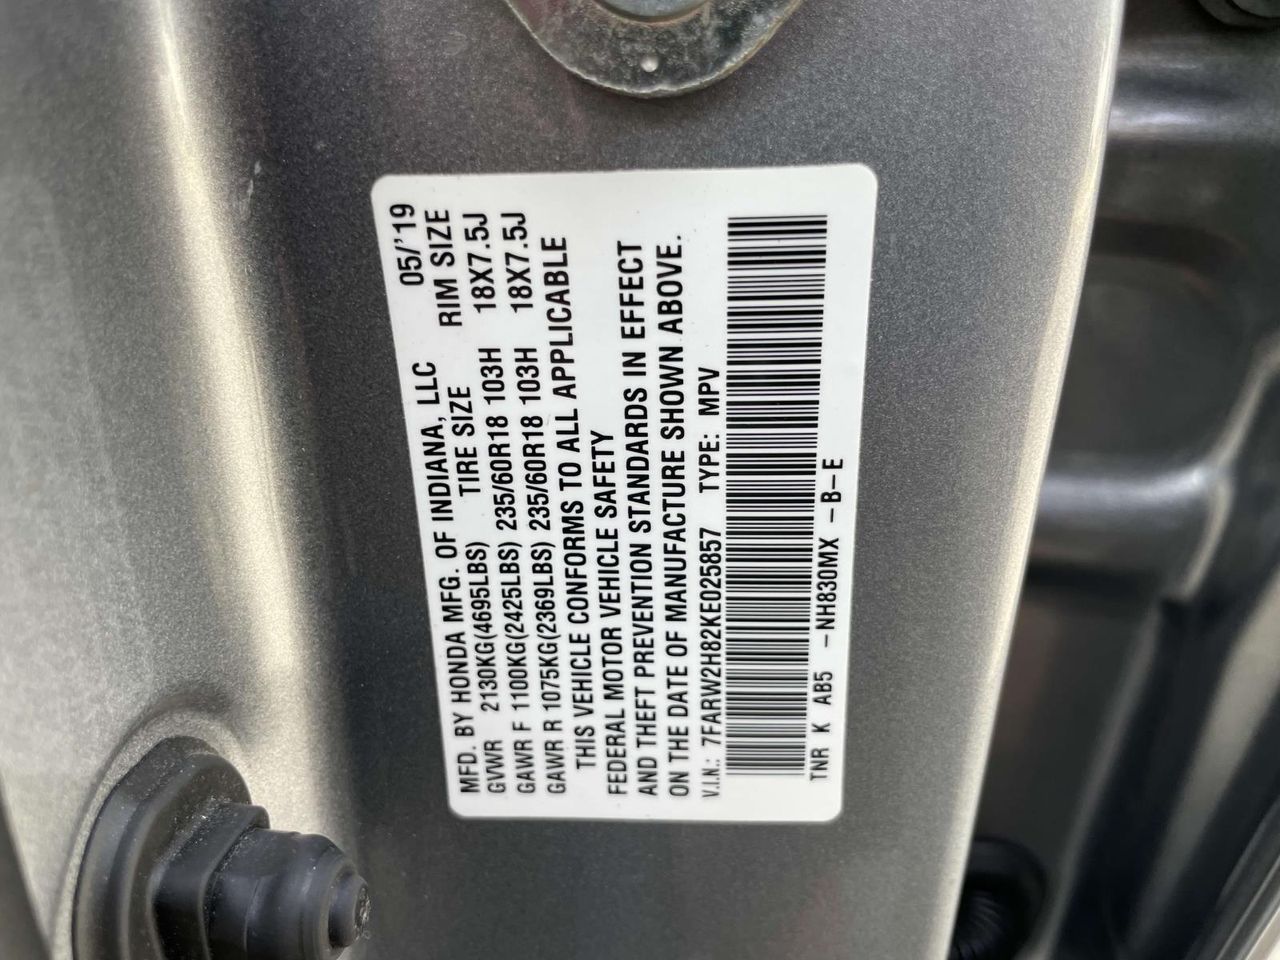 MFD. BY HONDA MFG. OF INDIANA, LLC 05/'19
GVWR 2130KG(4695LBS) TIRE SIZE RIM SIZE
GAWR F 1100KG(2425LBS) 235/60R18 103H 18X7.5J
GAWR R 1075KG(2369LBS) 235/60R18 103H 18X7.5J
THIS VEHICLE CONFORMS TO ALL APPLICABLE
FEDERAL MOTOR VEHICLE SAFETY
AND THEFT PREVENTION STANDARDS IN EFFECT
ON THE DATE OF MANUFACTURE SHOWN ABOVE.
V.I.N.: 7FARW2H82KE025857 TYPE: MPV
TNR K AB5 -NH830MX -B-E